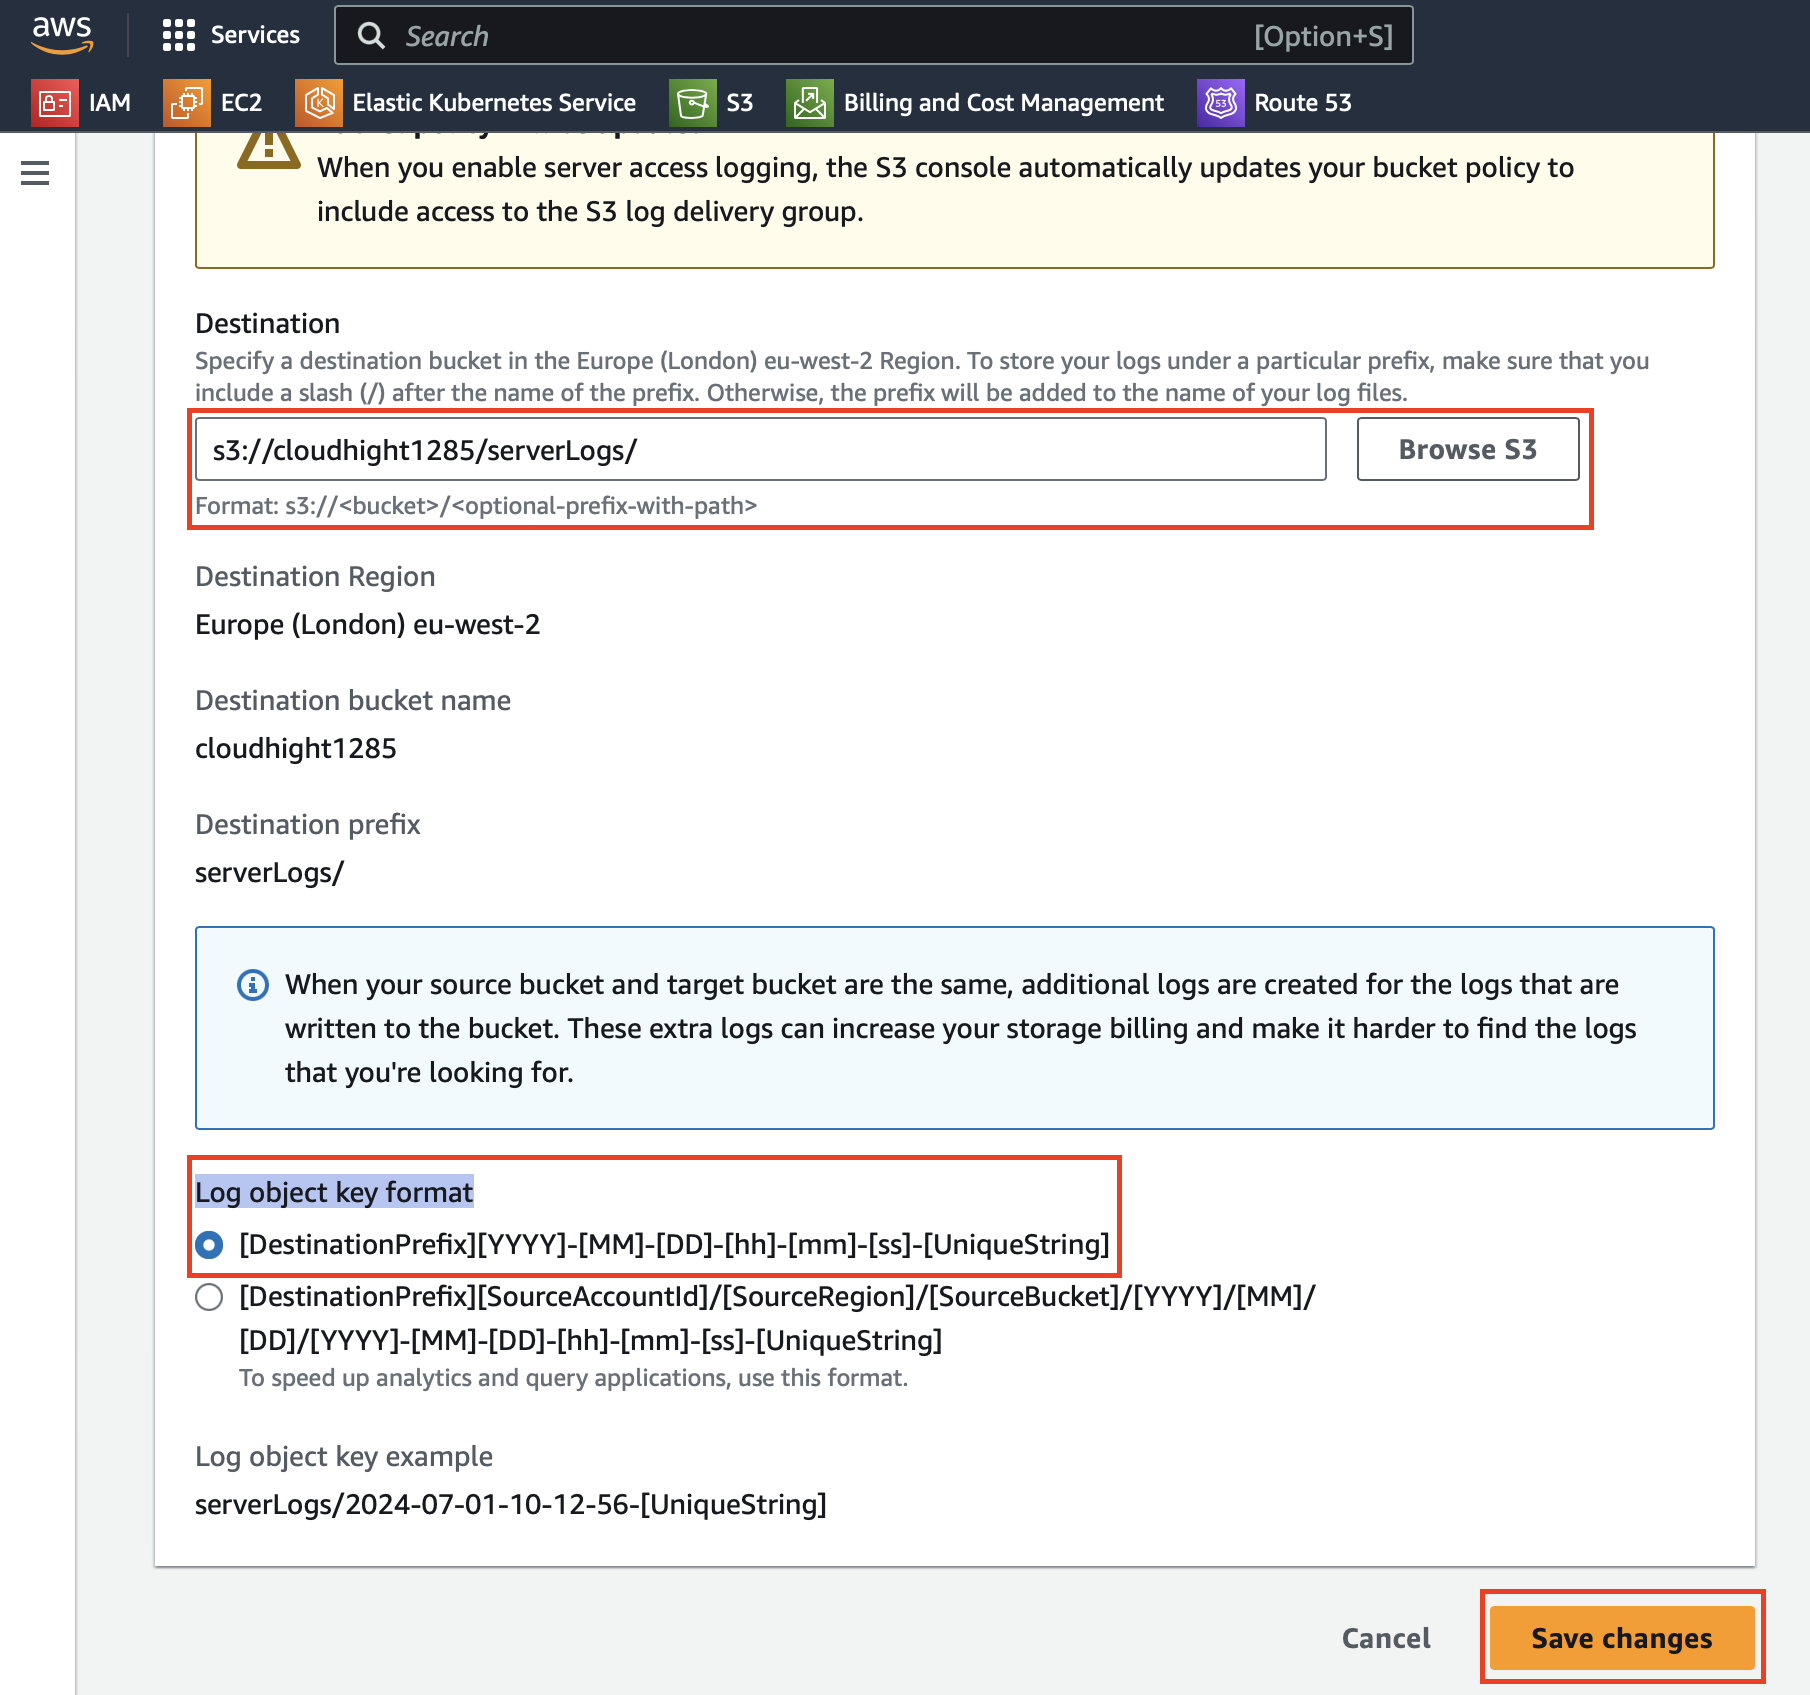 aws
Services
Search
[Option+S]
IAM
EC2
Elastic Kubernetes Service
S3
Billing and Cost Management
53
Route 53
When you enable server access logging, the S3 console automatically updates your bucket policy to
include access to the S3 log delivery group.
Destination
Specify a destination bucket in the Europe (London) eu-west-2 Region. To store your logs under a particular prefix, make sure that you
include a slash (/) after the name of the prefix. Otherwise, the prefix will be added to the name of your log files.
s3://cloudhight1285/serverLogs/
Browse S3
Format: s3://<bucket>/<optional-prefix-with-path>
Destination Region
Europe (London) eu-west-2
Destination bucket name
cloudhight1285
Destination prefix
serverLogs/
When your source bucket and target bucket are the same, additional logs are created for the logs that are
written to the bucket. These extra logs can increase your storage billing and make it harder to find the logs
that you're looking for.
Log object key format
[DestinationPrefix][YYYY]-[MM]-[DD]-[hh]-[mm]-[ss]-[UniqueString]
[DestinationPrefix][SourceAccountId]/[SourceRegion]/[SourceBucket]/[YYYY]/[MM]/
[DD]/[YYYY]-[MM]-[DD]-[hh]-[mm]-[ss]-[UniqueString]
To speed up analytics and query applications, use this format.
Log object key example
serverLogs/2024-07-01-10-12-56-[UniqueString]
Cancel
Save changes